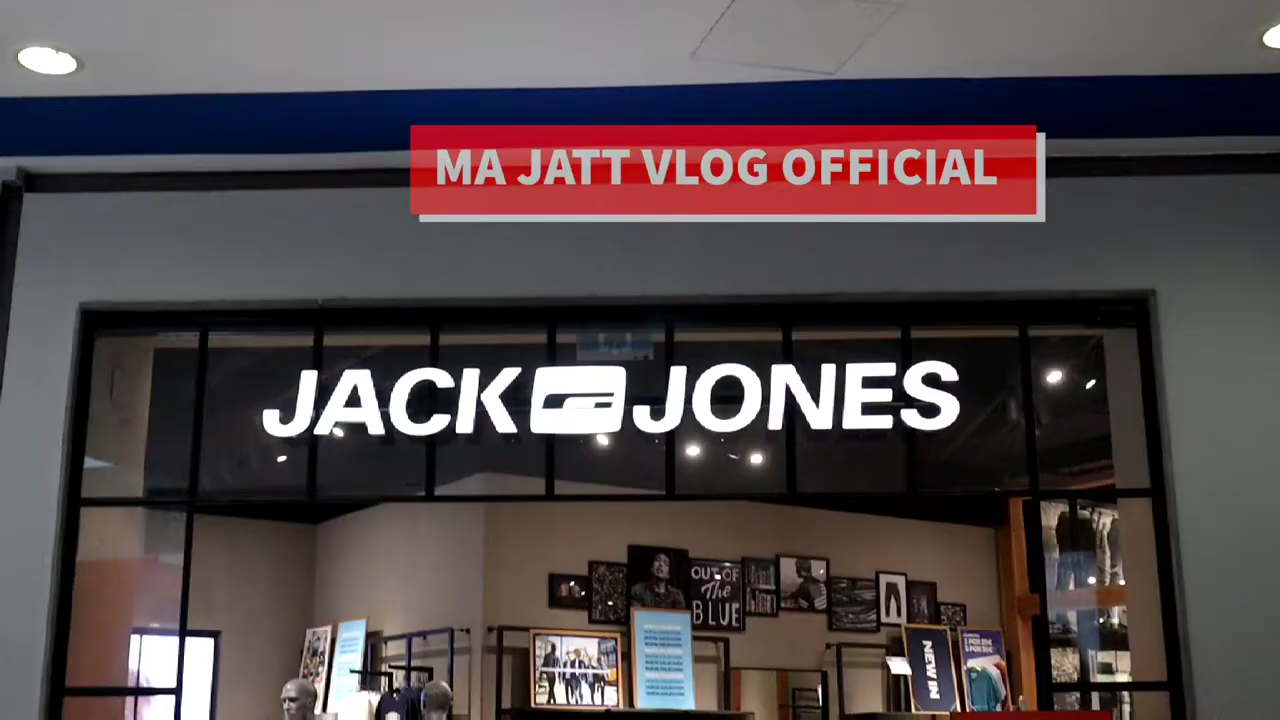 MA JATT VLOG OFFICIAL
JACK JONES
OUT OF
The
BLUE
NEW IN